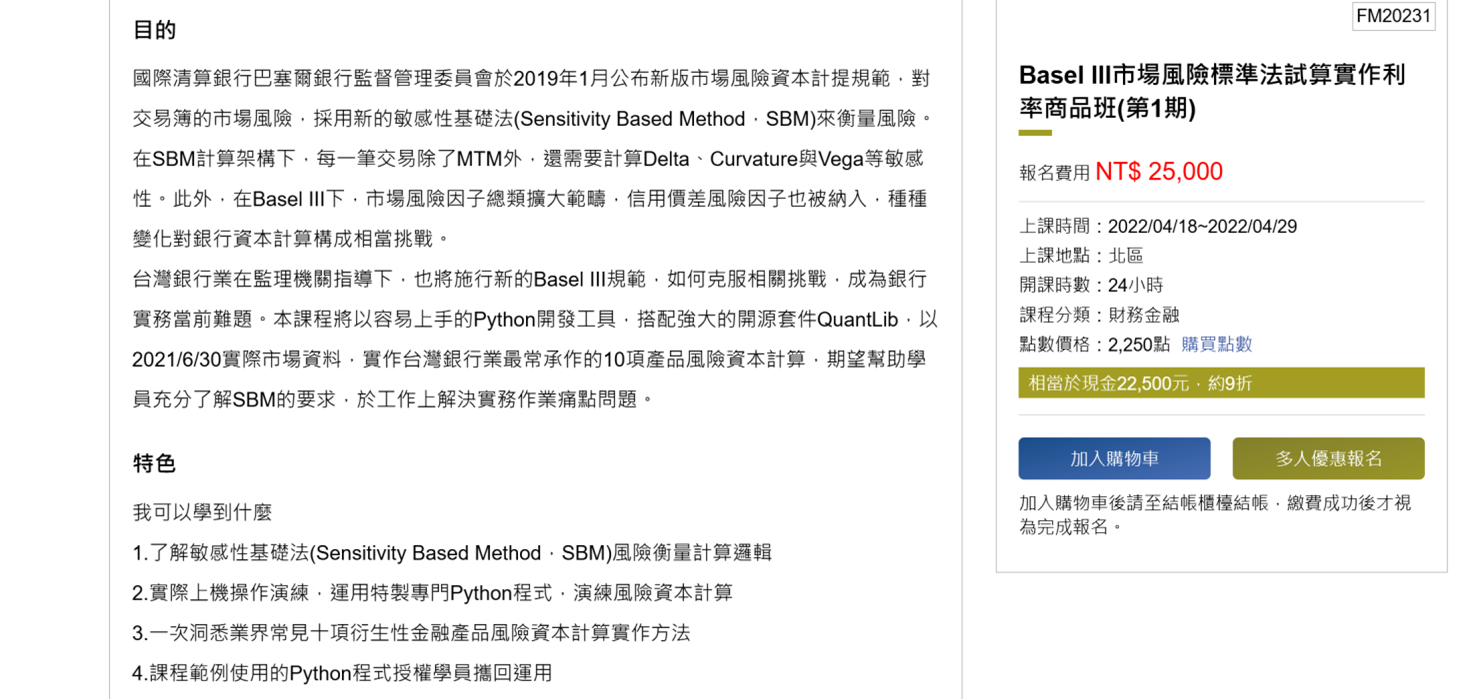 目的
國際清算銀行巴塞爾銀行監督管理委員會於2019年1月公布新版市場風險資本計提規範，對
交易簿的市場風險，採用新的敏感性基礎法(Sensitivity Based Method，SBM)來衡量風險。
在SBM計算架構下，每一筆交易除了MTM外，還需要計算Delta、Curvature與Vega等敏感
性。此外，在Basel III下，市場風險因子總類擴大範疇，信用價差風險因子也被納入，種種
變化對銀行資本計算構成相當挑戰。
台灣銀行業在監理機關指導下，也將施行新的Basel III規範，如何克服相關挑戰，成為銀行
實務當前難題。本課程將以容易上手的Python開發工具，搭配強大的開源套件QuantLib，以
2021/6/30實際市場資料，實作台灣銀行業最常承作的10項產品風險資本計算，期望幫助學
員充分了解SBM的要求，於工作上解決實務作業痛點問題。
特色
我可以學到什麼
1.了解敏感性基礎法(Sensitivity Based Method，SBM)風險衡量計算邏輯
2.實際上機操作演練，運用特製專門Python程式，演練風險資本計算
3.一次洞悉業界常見十項衍生性金融產品風險資本計算實作方法
4.課程範例使用的Python程式授權學員攜回運用
FM20231
Basel III市場風險標準法試算實作利
率商品班(第1期)
報名費用 NT$ 25,000
上課時間：2022/04/18~2022/04/29
上課地點：北區
開課時數：24小時
課程分類：財務金融
點數價格：2,250點 購買點數
相當於現金22,500元，約9折
加入購物車 多人優惠報名
加入購物車後請至結帳櫃檯結帳，繳費成功後才視
為完成報名。